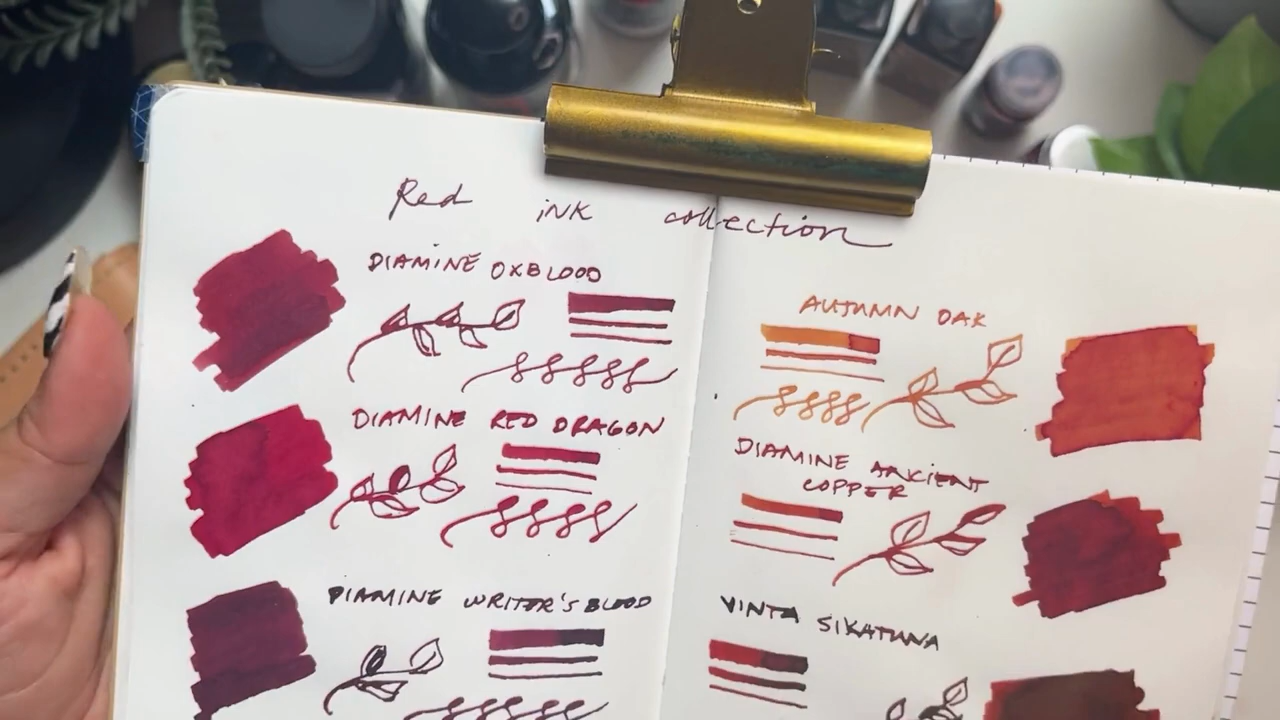 Red iNK collection
DIAMINE OXBLOOD
DIAMINE RED DRAGON
DIAMINE WRITER'S BLOOD
AUTUMN OAK
DIAMINE ANCIENT
COPPER
VINTA SIKATUNA